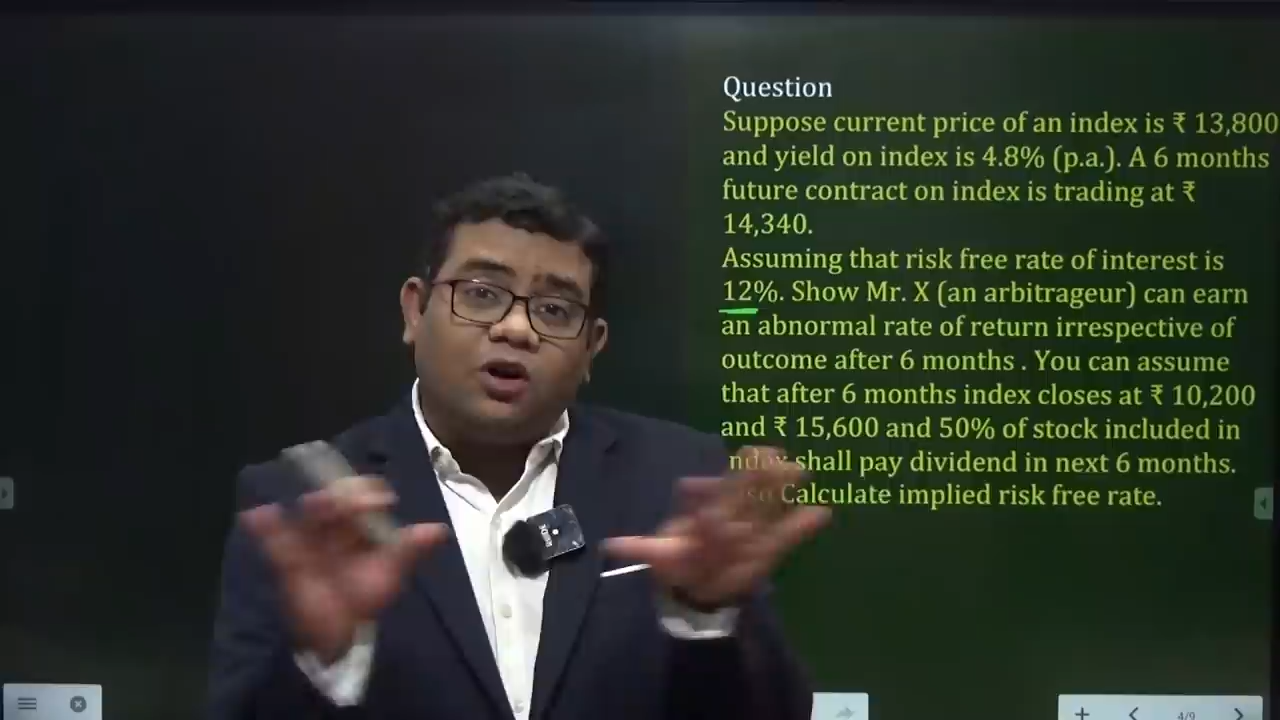 Question
Suppose current price of an index is ₹ 13,800
and yield on index is 4.8% (p.a.). A 6 months
future contract on index is trading at ₹
14,340.
Assuming that risk free rate of interest is
12%. Show Mr. X (an arbitrageur) can earn
an abnormal rate of return irrespective of
outcome after 6 months . You can assume
that after 6 months index closes at ₹ 10,200
and ₹ 15,600 and 50% of stock included in
shall pay dividend in next 6 months.
Calculate implied risk free rate.
4/9